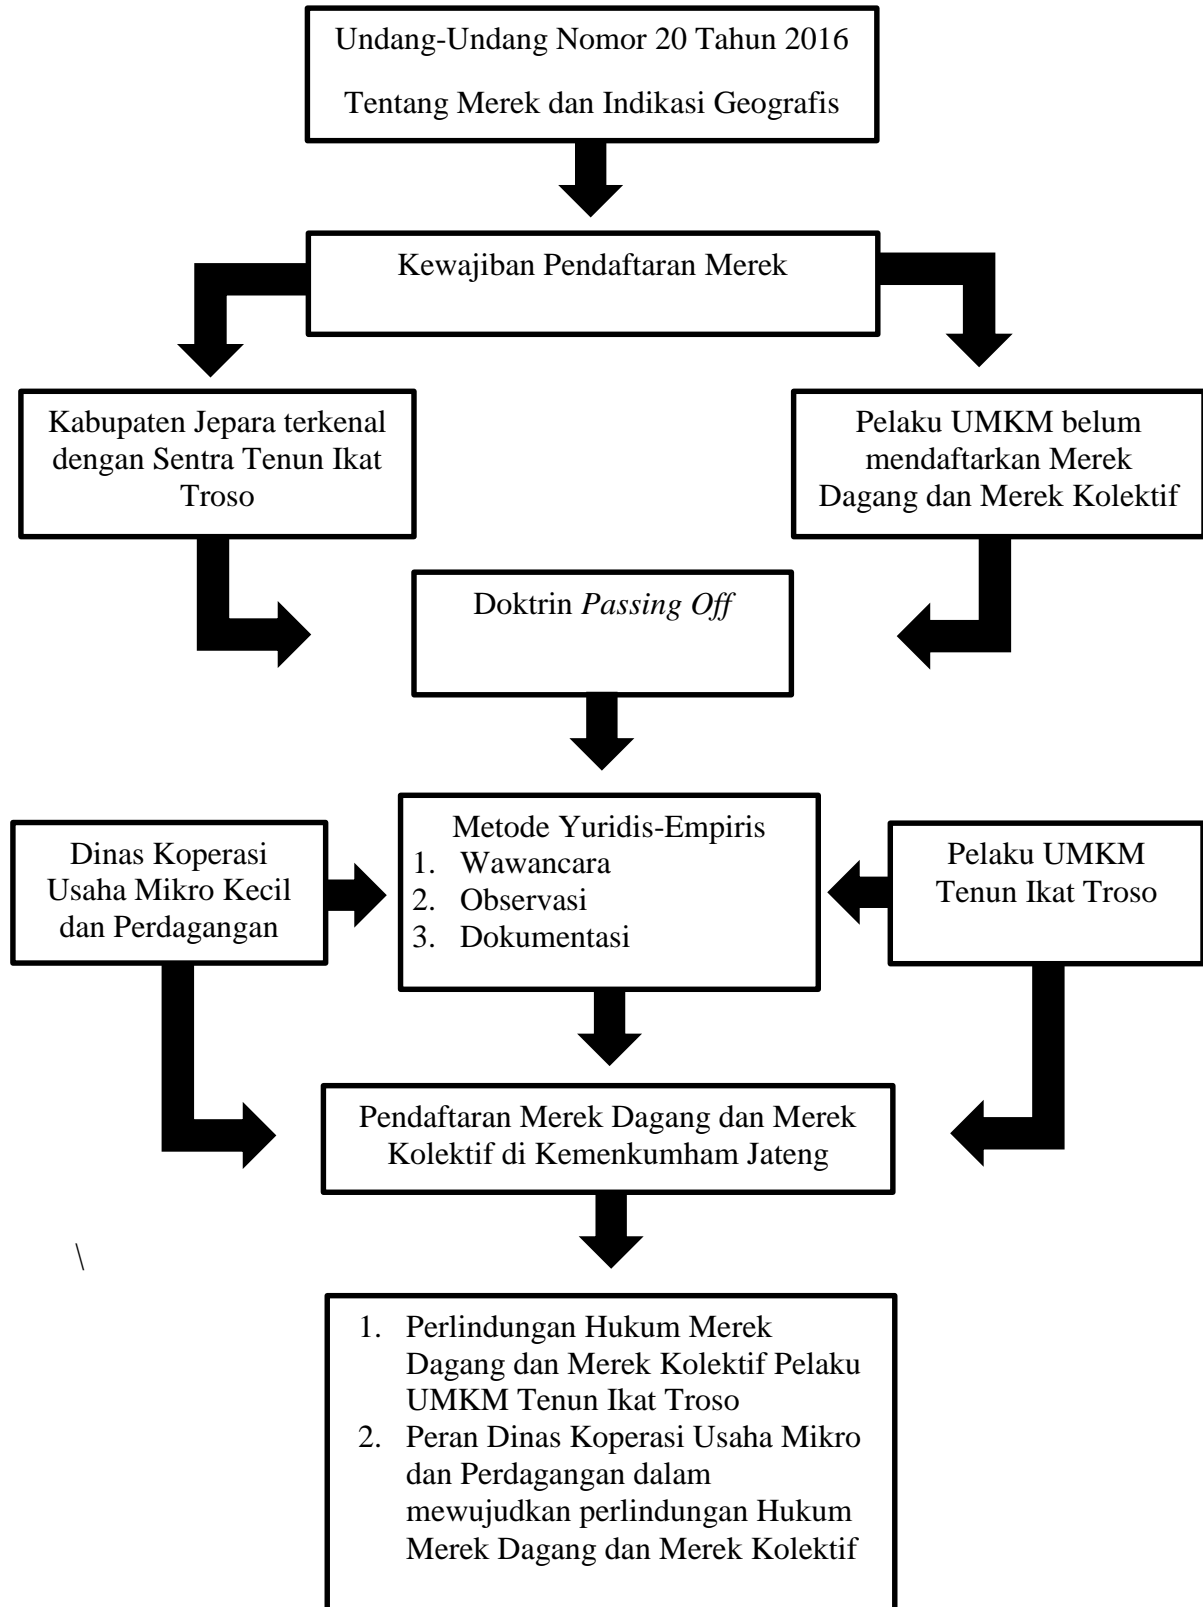 Undang-Undang Nomor 20 Tahun 2016
Tentang Merek dan Indikasi Geografis
Kewajiban Pendaftaran Merek
Kabupaten Jepara terkenal
dengan Sentra Tenun Ikat
Troso
Pelaku UMKM belum
mendaftarkan Merek
Dagang dan Merek Kolektif
Doktrin Passing Off
Dinas Koperasi
Usaha Mikro Kecil
dan Perdagangan
Metode Yuridis-Empiris
1. Wawancara
2. Observasi
3. Dokumentasi
Pelaku UMKM
Tenun Ikat Troso
Pendaftaran Merek Dagang dan Merek
Kolektif di Kemenkumham Jateng
\
1. Perlindungan Hukum Merek
Dagang dan Merek Kolektif Pelaku
UMKM Tenun Ikat Troso
2. Peran Dinas Koperasi Usaha Mikro
dan Perdagangan dalam
mewujudkan perlindungan Hukum
Merek Dagang dan Merek Kolektif